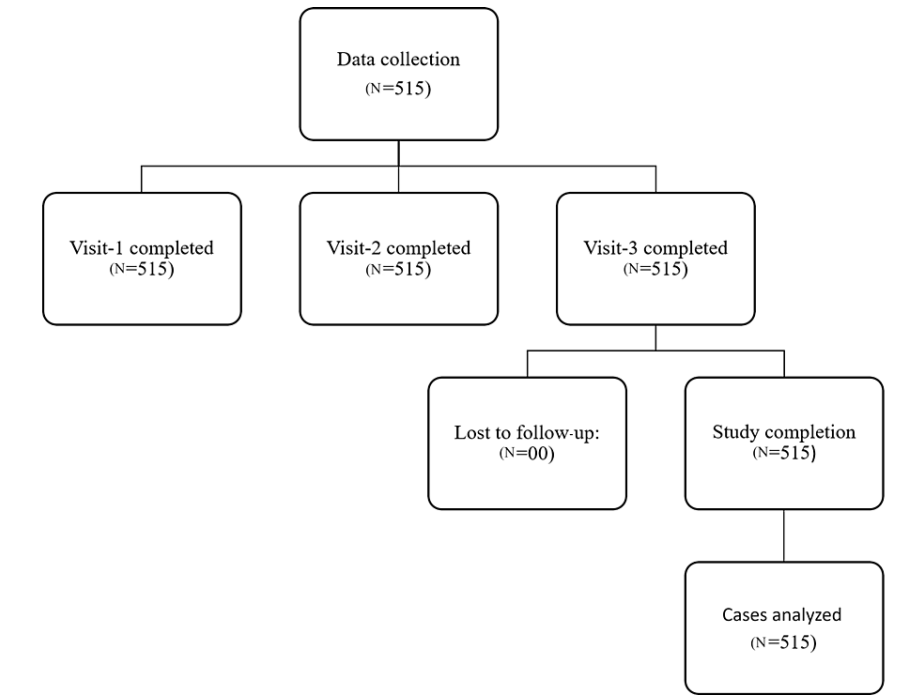 Data collection
(N=515)
Visit-1 completed
(N=515)
Visit-2 completed
(N=515)
Visit-3 completed
(N=515)
Lost to follow-up:
(N=00)
Study completion
(N=515)
Cases analyzed
(N=515)